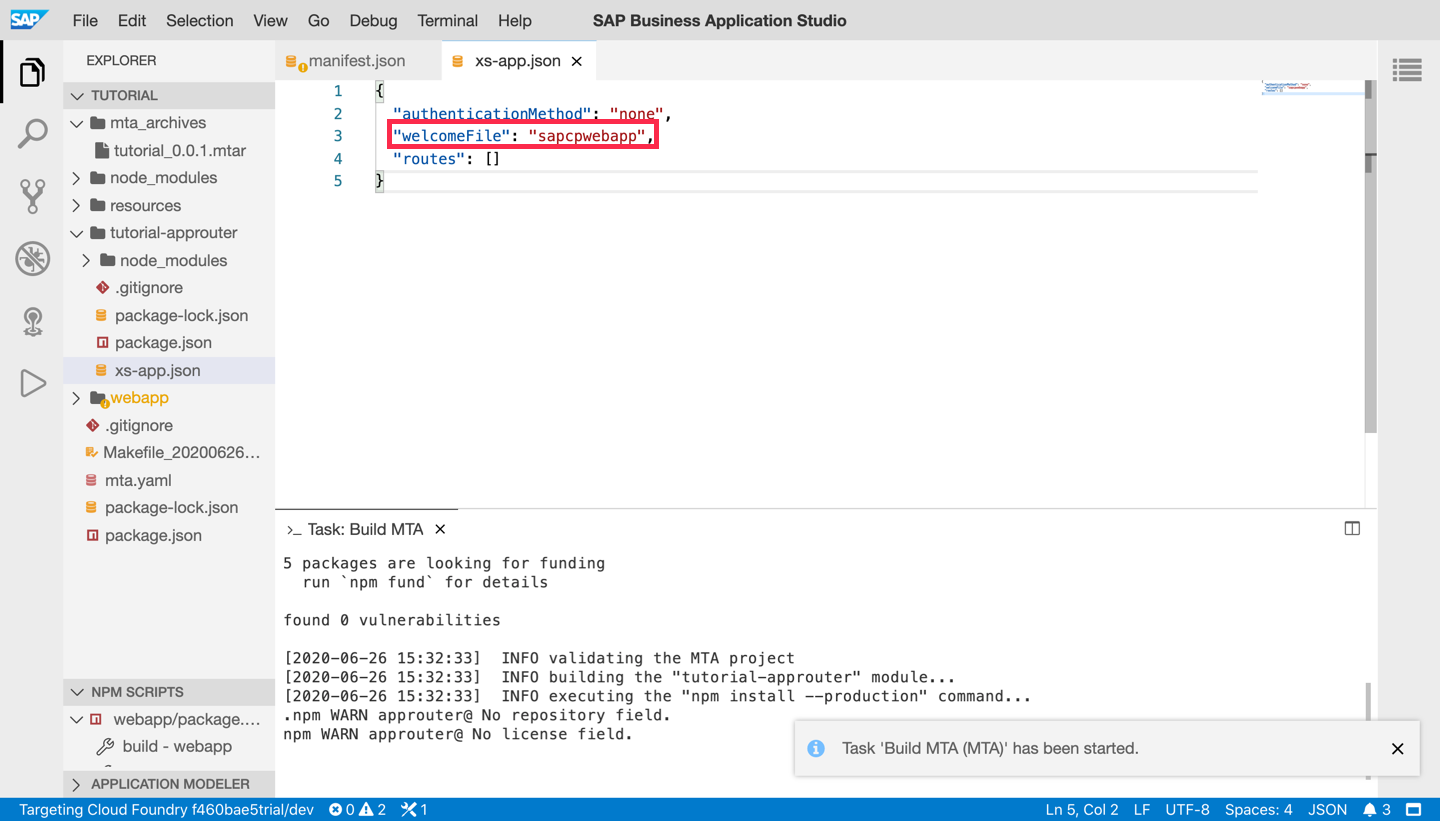 SAP File Edit Selection View Go Debug Terminal Help SAP Business Application Studio
EXPLORER
TUTORIAL
mta_archives
tutorial_0.0.1.mtar
node_modules
resources
tutorial-approuter
node_modules
.gitignore
package-lock.json
package.json
xs-app.json
webapp
.gitignore
Makefile_20200626...
mta.yaml
package-lock.json
package.json
NPM SCRIPTS
webapp/package....
build - webapp
APPLICATION MODELER
manifest.json xs-app.json
1 {
2 "authenticationMethod": "none",
3 "welcomeFile": "sapcpwebapp",
4 "routes": []
5 }
>_ Task: Build MTA
5 packages are looking for funding
run `npm fund` for details
found 0 vulnerabilities
[2020-06-26 15:32:33] INFO validating the MTA project
[2020-06-26 15:32:33] INFO building the "tutorial-approuter" module...
[2020-06-26 15:32:33] INFO executing the "npm install --production" command...
.npm WARN approuter@ No repository field.
npm WARN approuter@ No license field.
Task 'Build MTA (MTA)' has been started.
Targeting Cloud Foundry f460bae5trial/dev 0 2 1 Ln 5, Col 2 LF UTF-8 Spaces: 4 JSON 3